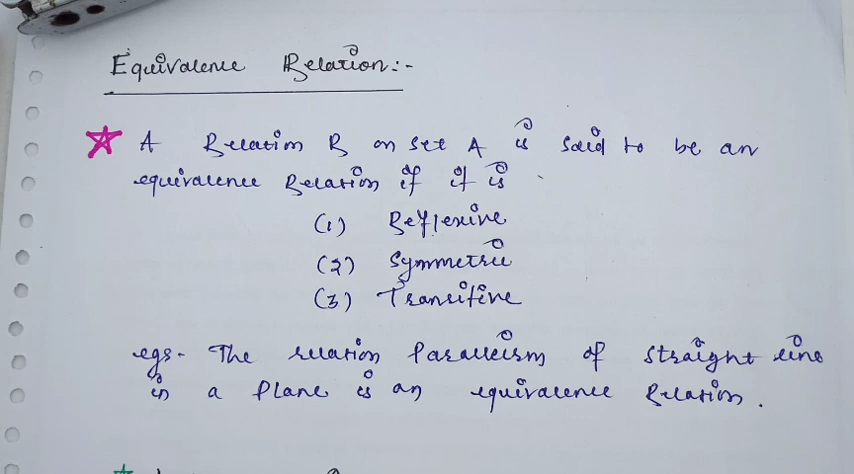 Equivalence Relation:-
A Relation R on set A is said to be an
equivalence Relation if it is
(1) Reflexive
(2) Symmetric
(3) Transitive
egs- The relation Parallelism of straight line
in a Plane is an equivalence Relation.